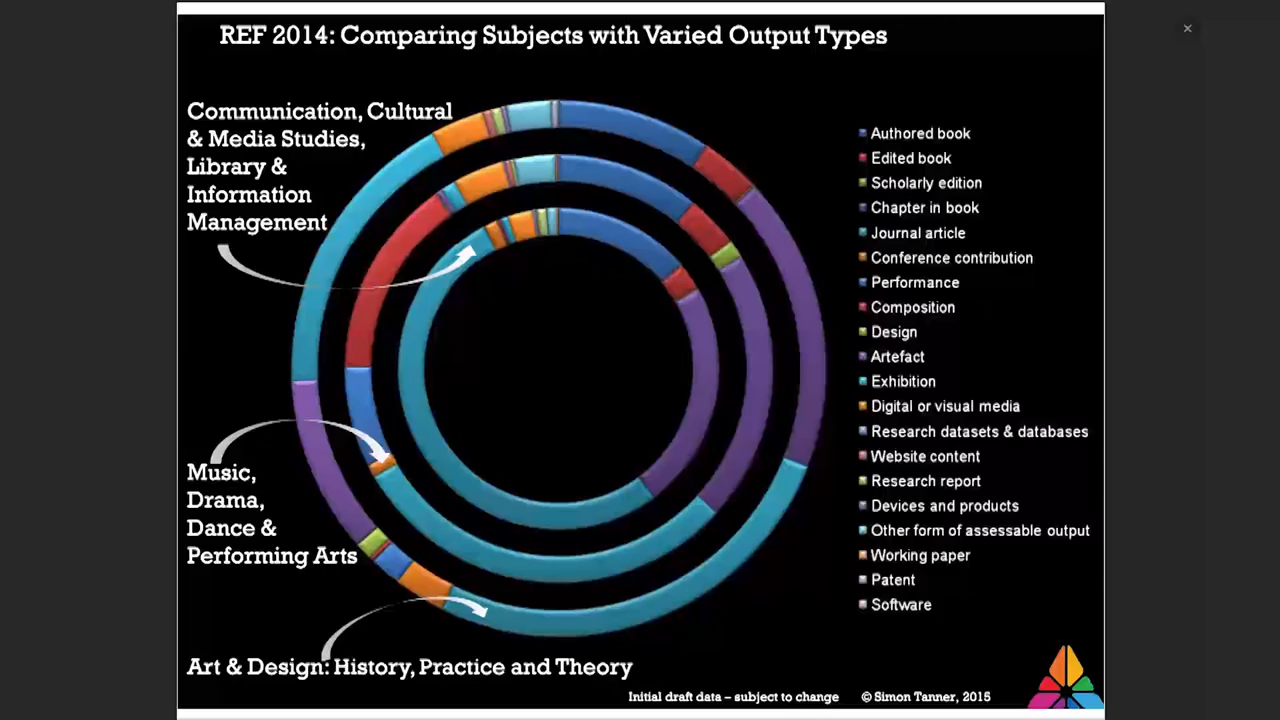 REF 2014: Comparing Subjects with Varied Output Types
Communication, Cultural
& Media Studies,
Library &
Information
Management
Music,
Drama,
Dance &
Performing Arts
Art & Design: History, Practice and Theory
Authored book
Edited book
Scholarly edition
Chapter in book
Journal article
Conference contribution
Performance
Composition
Design
Artefact
Exhibition
Digital or visual media
Research datasets & databases
Website content
Research report
Devices and products
Other form of assessable output
Working paper
Patent
Software
Initial draft data – subject to change © Simon Tanner, 2015